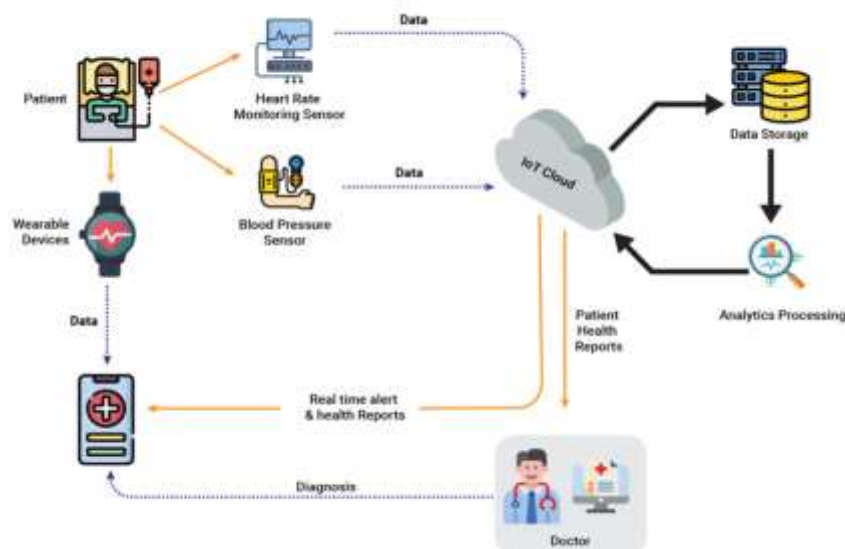 Data
Patient
Heart Rate
Monitoring Sensor
Data Storage
IoT Cloud
Data
Wearable
Devices
Blood Pressure
Sensor
Data
Patient
Health
Reports
Analytics Processing
Real time alert
& health Reports
Diagnosis
Doctor